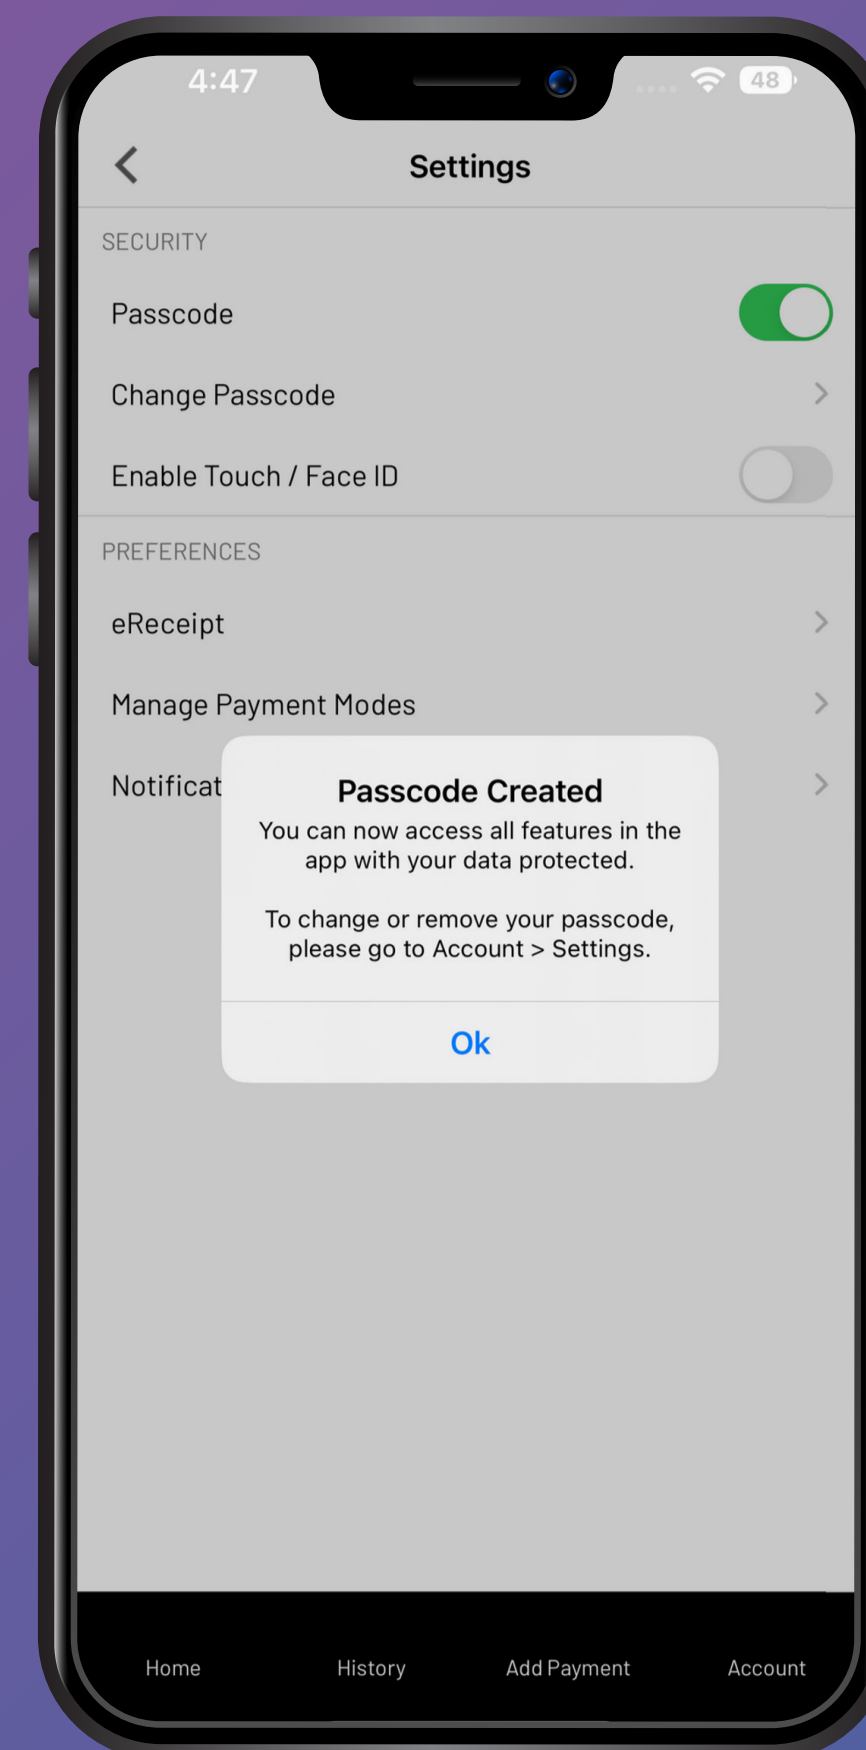 4:47
48
Settings
SECURITY
Passcode
Change Passcode
Enable Touch / Face ID
PREFERENCES
eReceipt
Manage Payment Modes
Notificat
Passcode Created
You can now access all features in the
app with your data protected.
To change or remove your passcode,
please go to Account > Settings.
Ok
Home
History
Add Payment
Account